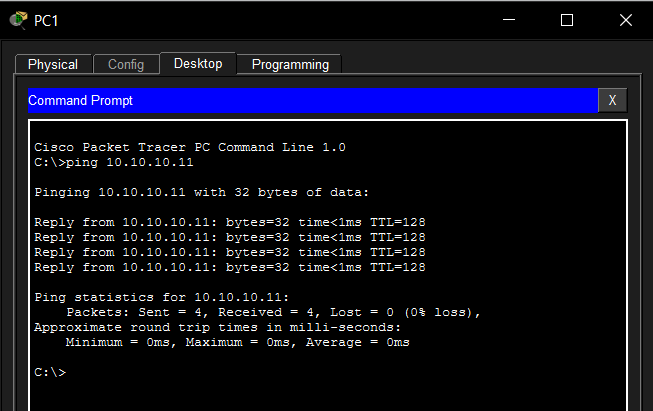 PC1
Physical Config Desktop Programming
Command Prompt X
Cisco Packet Tracer PC Command Line 1.0
C:\>ping 10.10.10.11
Pinging 10.10.10.11 with 32 bytes of data:
Reply from 10.10.10.11: bytes=32 time<1ms TTL=128
Reply from 10.10.10.11: bytes=32 time<1ms TTL=128
Reply from 10.10.10.11: bytes=32 time<1ms TTL=128
Reply from 10.10.10.11: bytes=32 time<1ms TTL=128
Ping statistics for 10.10.10.11:
    Packets: Sent = 4, Received = 4, Lost = 0 (0% loss),
Approximate round trip times in milli-seconds:
    Minimum = 0ms, Maximum = 0ms, Average = 0ms
C:\>